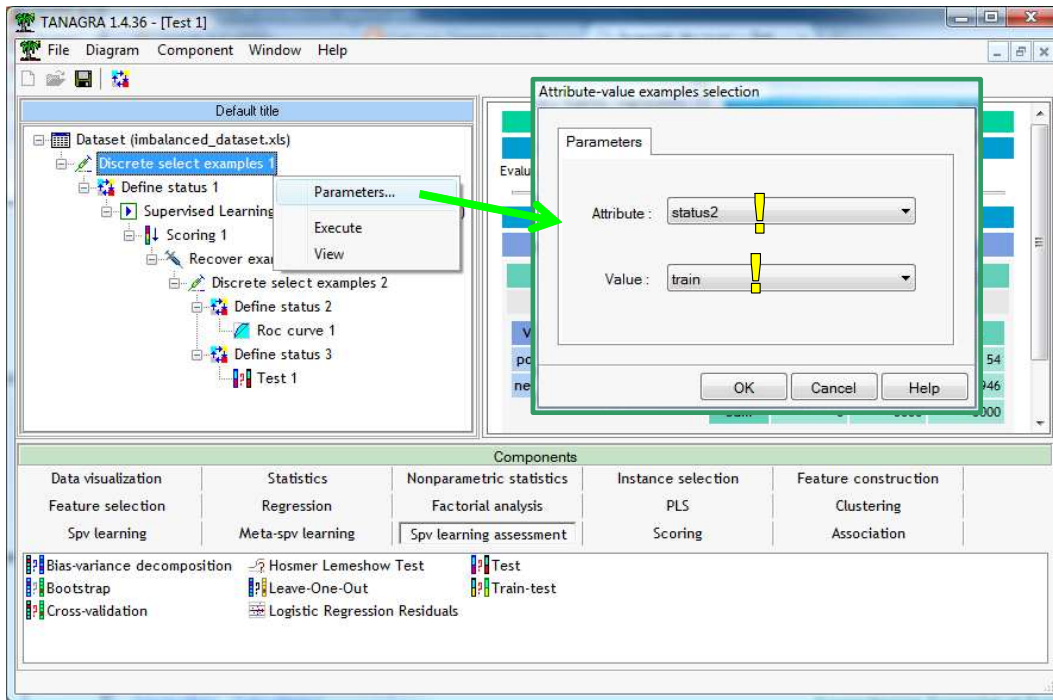 TANAGRA 1.4.36 - [Test 1]
File Diagram Component Window Help
Default title
Dataset (imbalanced_dataset.xls)
Discrete select examples 1
Define status 1
Supervised Learning
Scoring 1
Recover exa
Discrete select examples 2
Define status 2
Roc curve 1
Define status 3
Test 1
Parameters...
Execute
View
Evalu
V
po
ne
54
946
Attribute-value examples selection
Parameters
Attribute : status2 !
Value : train !
OK Cancel Help
Components
Data visualization Statistics Nonparametric statistics Instance selection Feature construction
Feature selection Regression Factorial analysis PLS Clustering
Spv learning Meta-spv learning Spv learning assessment Scoring Association
Bias-variance decomposition Hosmer Lemeshow Test Test
Bootstrap Leave-One-Out Train-test
Cross-validation Logistic Regression Residuals